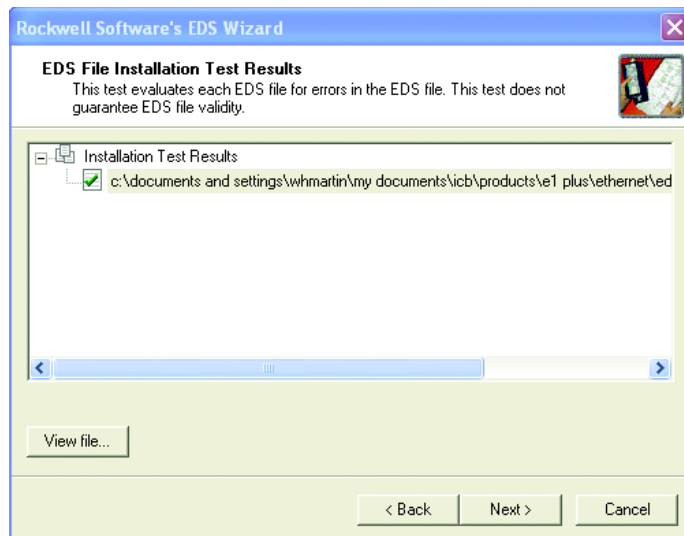 Rockwell Software's EDS Wizard
EDS File Installation Test Results
This test evaluates each EDS file for errors in the EDS file. This test does not
guarantee EDS file validity.
Installation Test Results
c:\documents and settings\whmartin\my documents\icb\products\e1 plus\ethernet\ed
View file...
< Back
Next >
Cancel